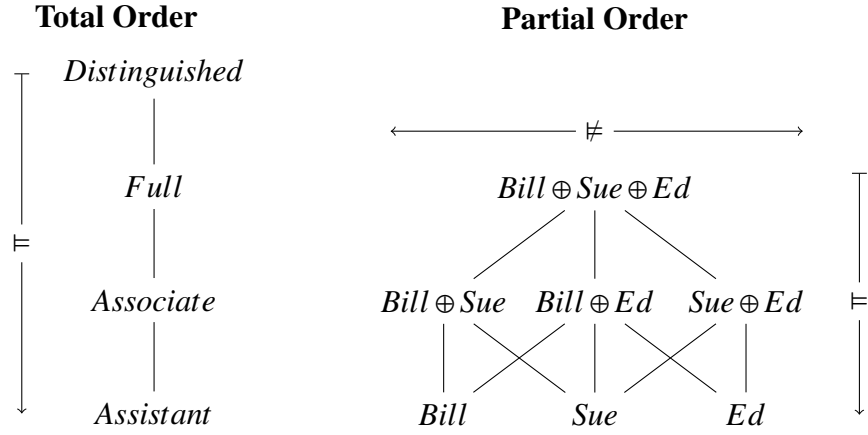 Total Order
Partial Order
Distinguished
Full
Associate
Assistant
⊨
⊭
Bill ⊕ Sue ⊕ Ed
Bill ⊕ Sue
Bill ⊕ Ed
Sue ⊕ Ed
Bill
Sue
Ed
⊨